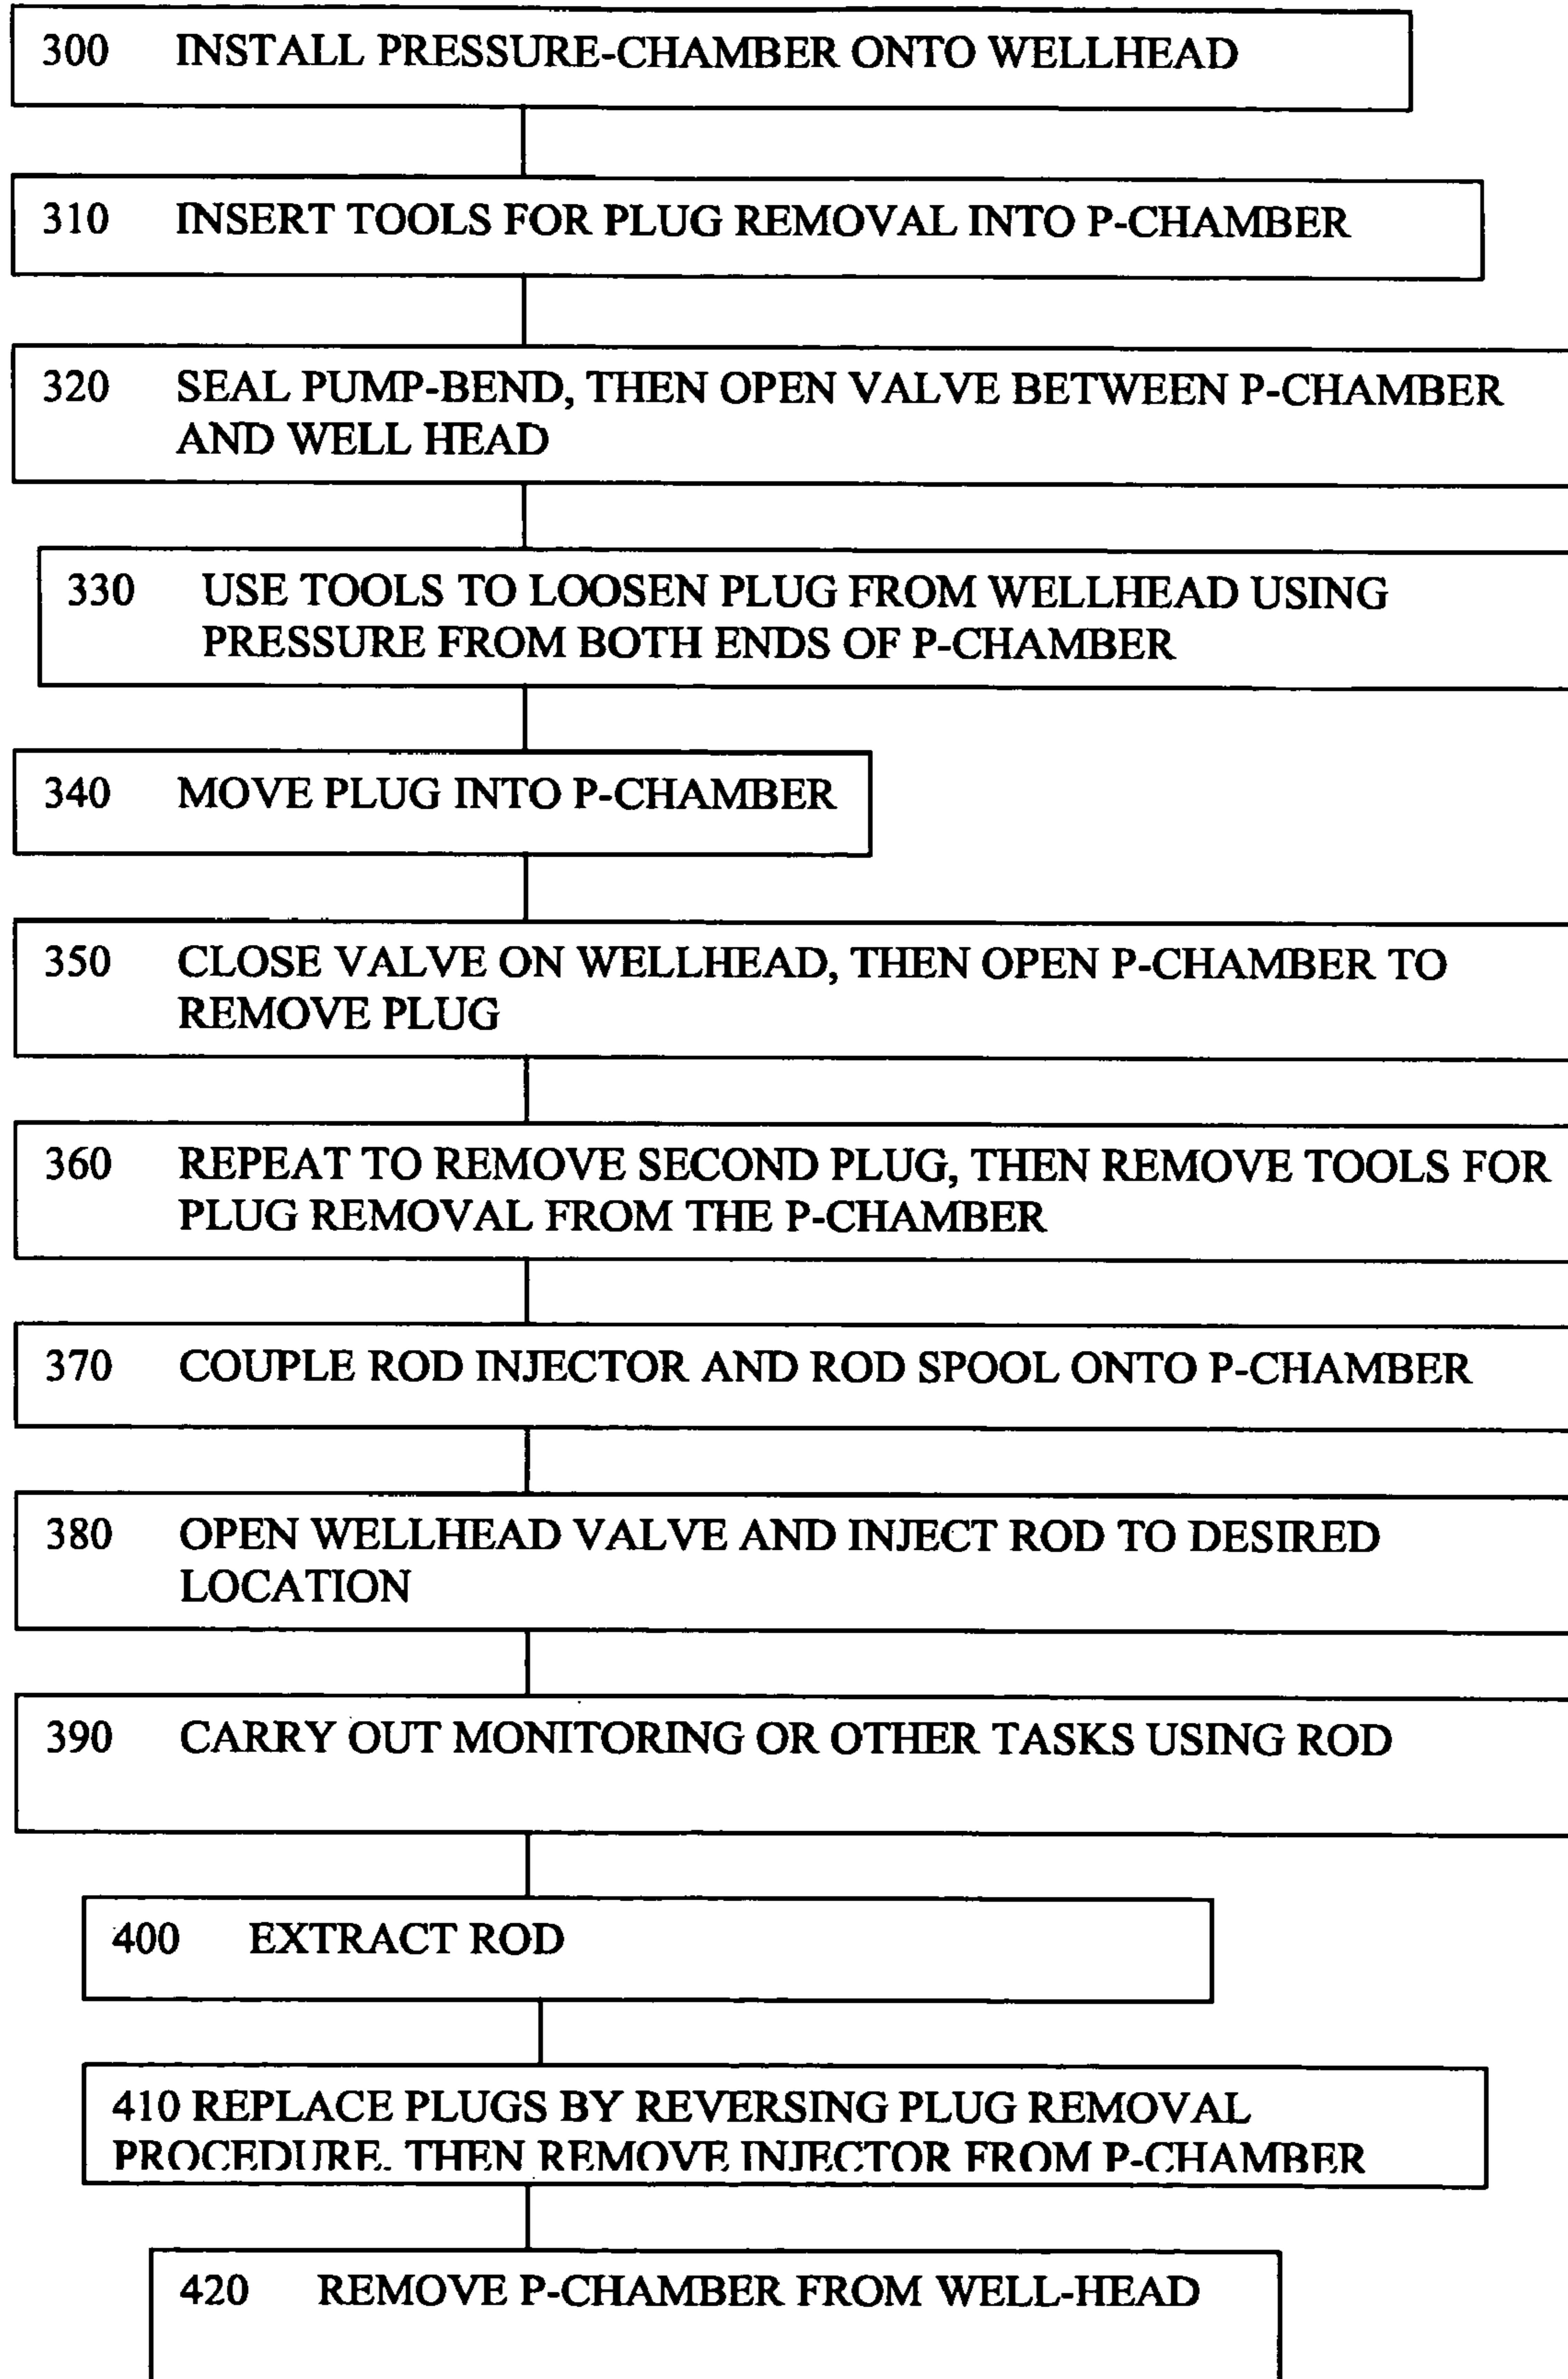 300 INSTALL PRESSURE-CHAMBER ONTO WELLHEAD
310 INSERT TOOLS FOR PLUG REMOVAL INTO P-CHAMBER
320 SEAL PUMP-BEND, THEN OPEN VALVE BETWEEN P-CHAMBER
AND WELL HEAD
330 USE TOOLS TO LOOSEN PLUG FROM WELLHEAD USING
PRESSURE FROM BOTH ENDS OF P-CHAMBER
340 MOVE PLUG INTO P-CHAMBER
350 CLOSE VALVE ON WELLHEAD, THEN OPEN P-CHAMBER TO
REMOVE PLUG
360 REPEAT TO REMOVE SECOND PLUG, THEN REMOVE TOOLS FOR
PLUG REMOVAL FROM THE P-CHAMBER
370 COUPLE ROD INJECTOR AND ROD SPOOL ONTO P-CHAMBER
380 OPEN WELLHEAD VALVE AND INJECT ROD TO DESIRED
LOCATION
390 CARRY OUT MONITORING OR OTHER TASKS USING ROD
400 EXTRACT ROD
410 REPLACE PLUGS BY REVERSING PLUG REMOVAL
PROCEDURE. THEN REMOVE INJECTOR FROM P-CHAMBER
420 REMOVE P-CHAMBER FROM WELL-HEAD